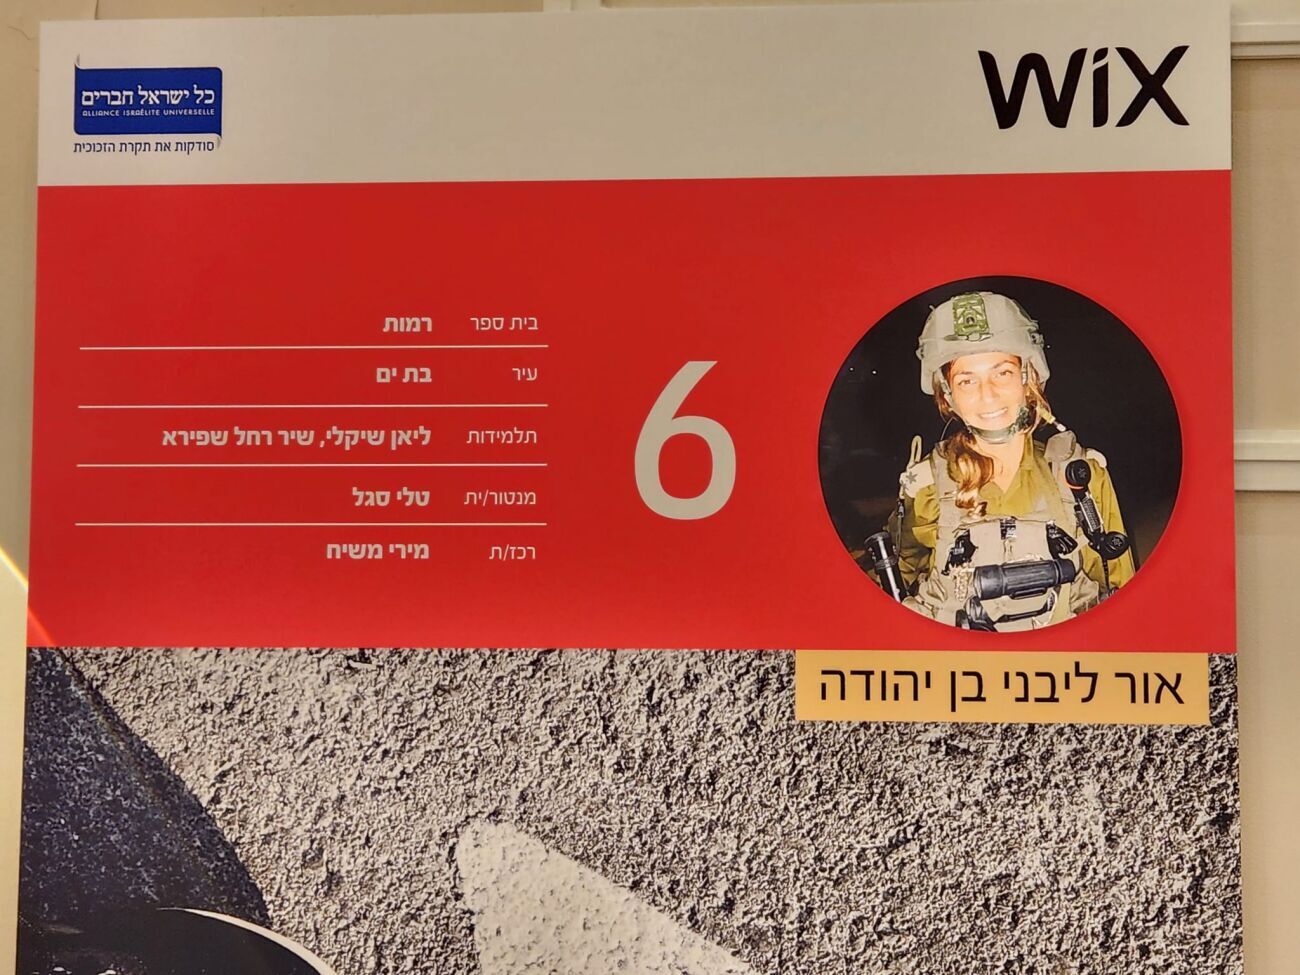 כל ישראל חברים
ALLIANCE ISRAÉLITE UNIVERSELLE
סודקות את תקרת הזכוכית
WiX
בית ספר רמות
עיר בת ים
תלמידות ליאן שיקלי, שיר רחל שפירא
מנטור/ית טלי סגל
רכז/ת מירי משיח
6
אור ליבני בן יהודה